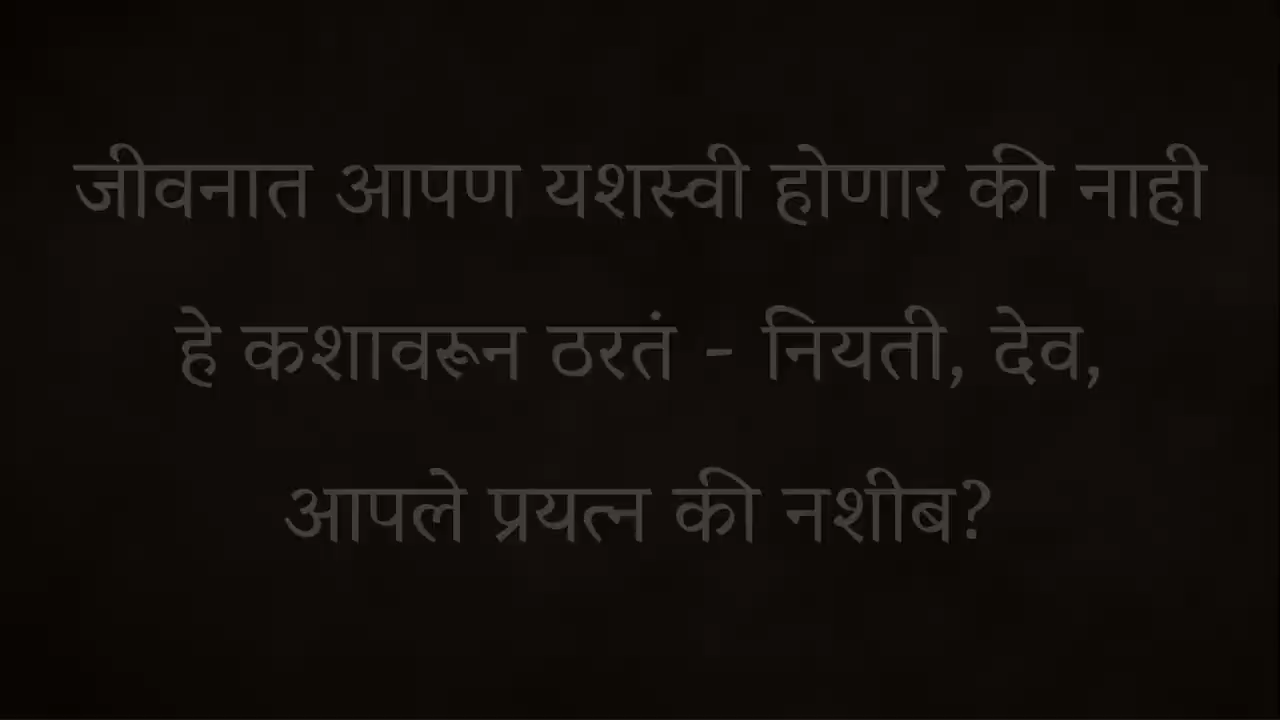 जीवनात आपण यशस्वी होणार की नाही
हे कशावरून ठरतं - नियती, देव,
आपले प्रयत्न की नशीब?